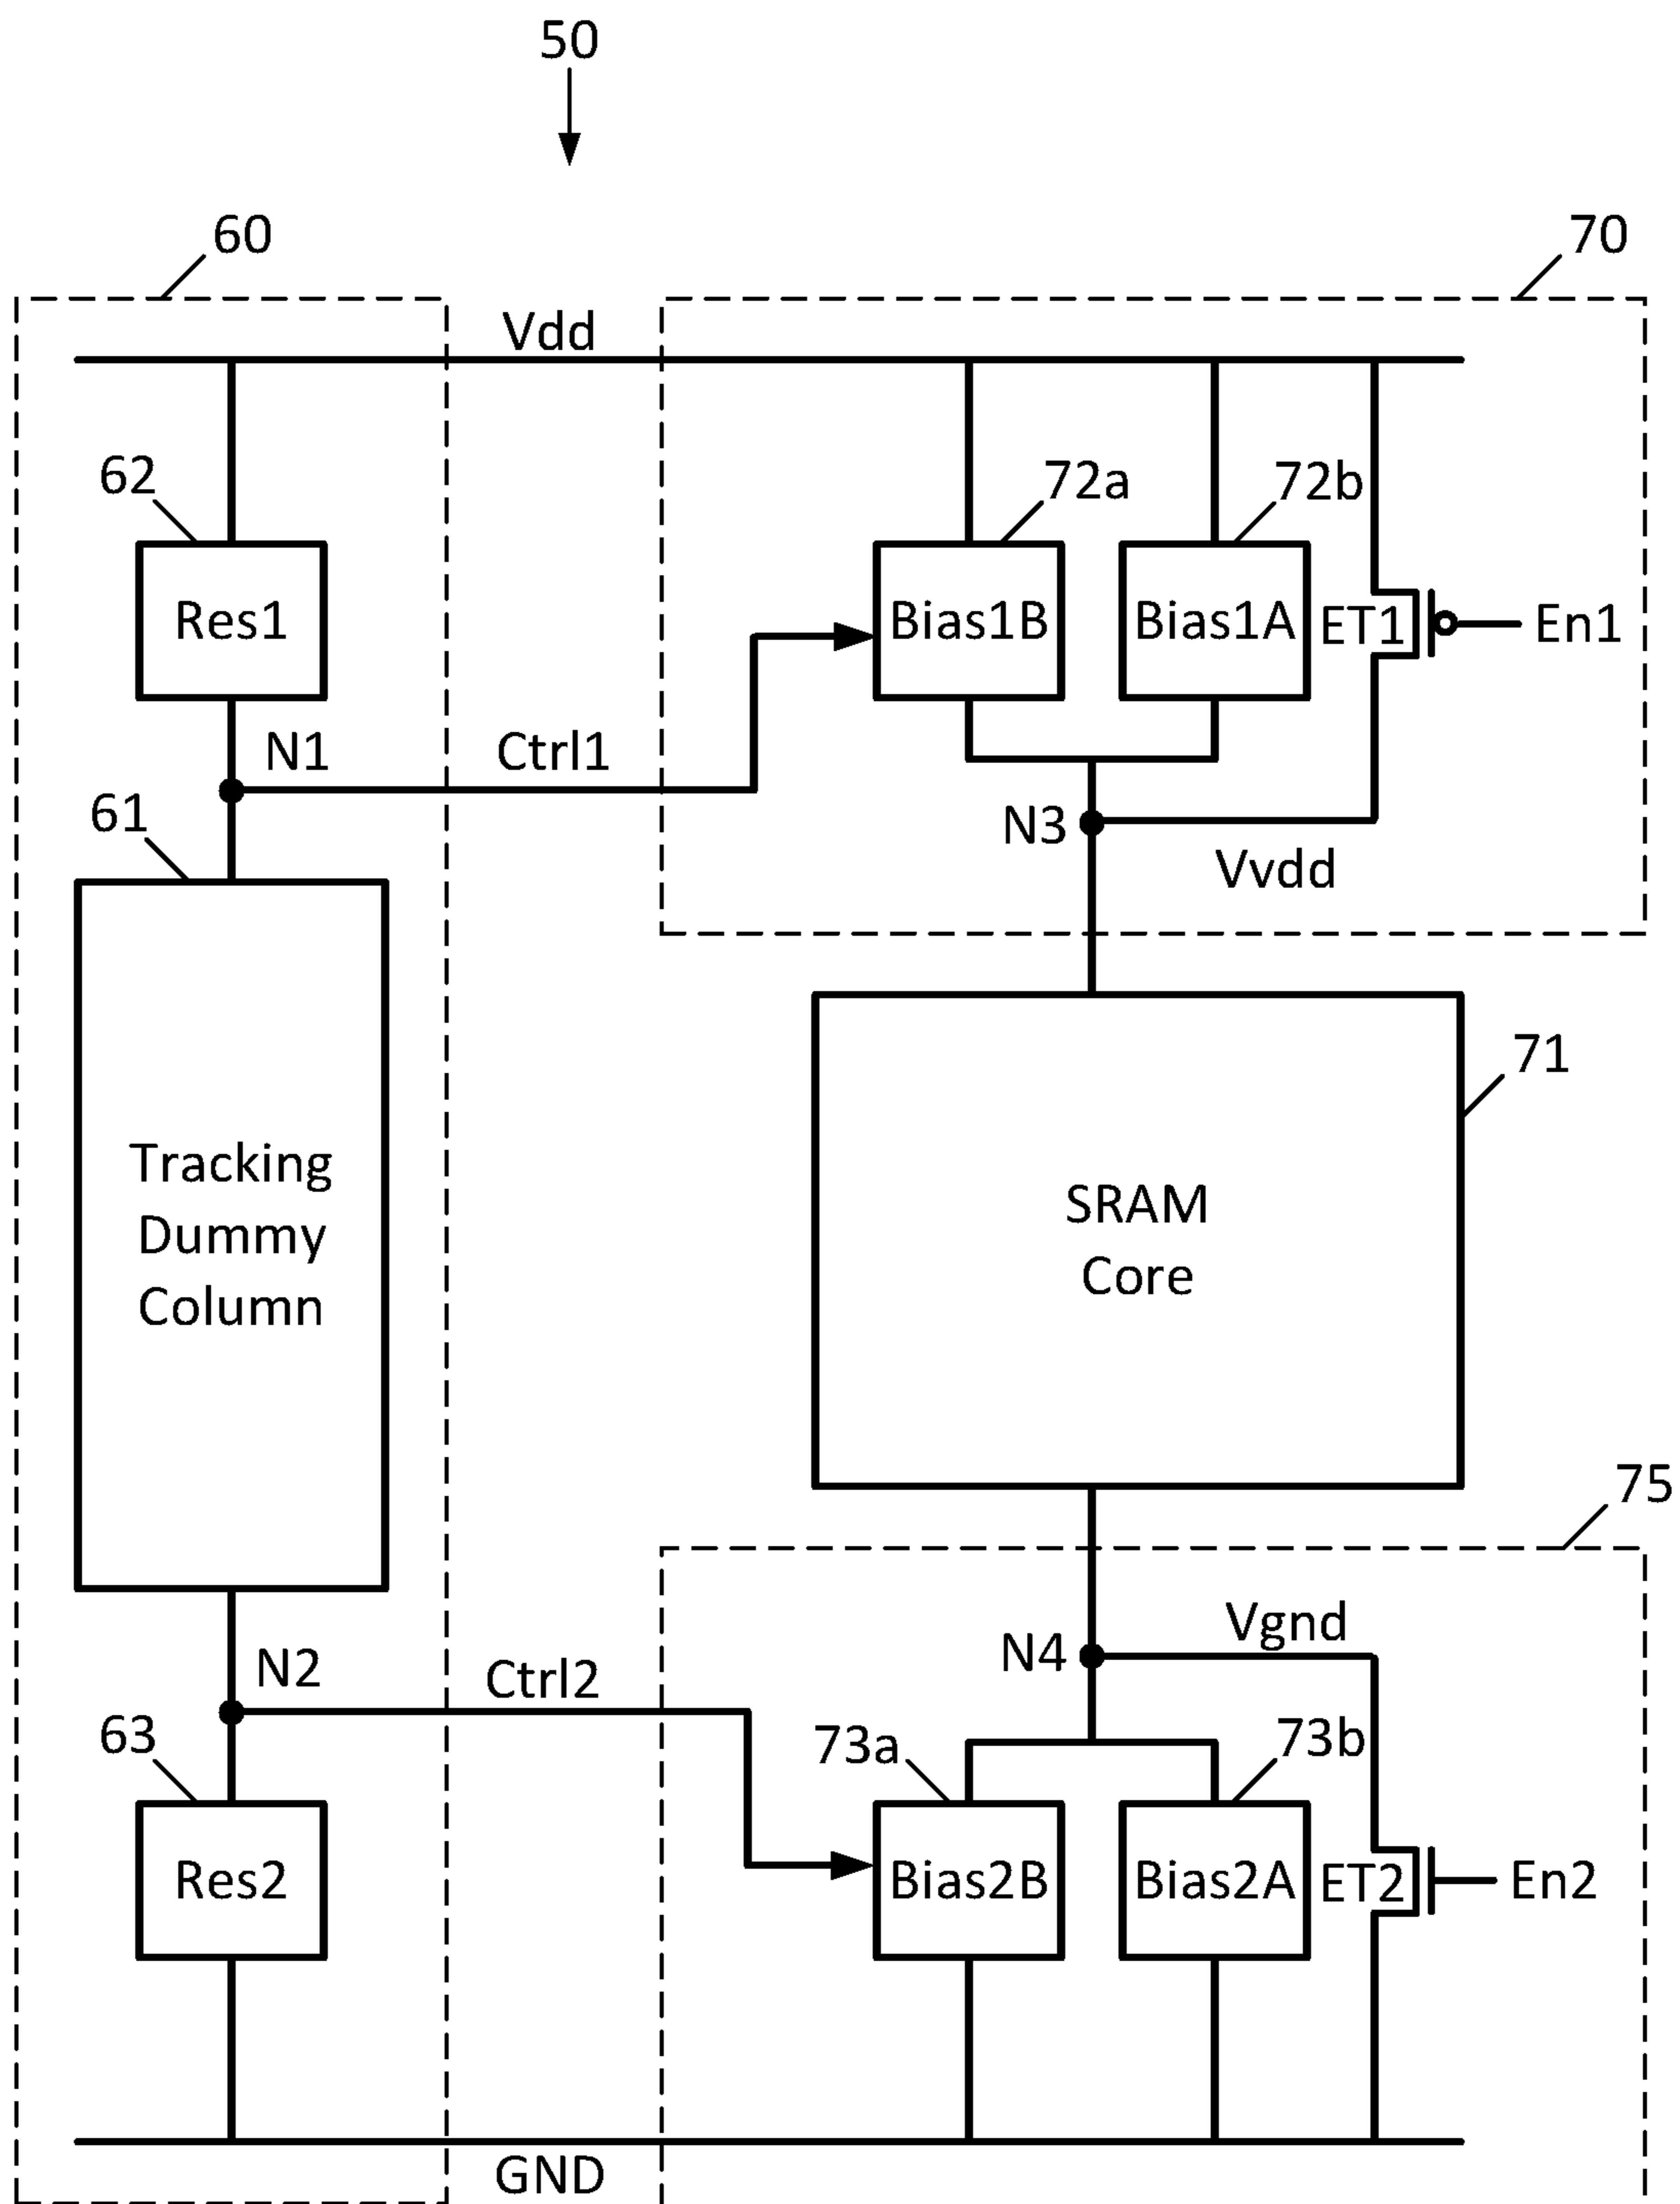 50
60
70
Vdd
62
72a
72b
Res1
Bias1B
Bias1A
ET1
En1
N1
Ctrl1
61
N3
Vvdd
Tracking
Dummy
Column
SRAM
Core
71
75
Vgnd
N4
N2
Ctrl2
63
73a
73b
Res2
Bias2B
Bias2A
ET2
En2
GND